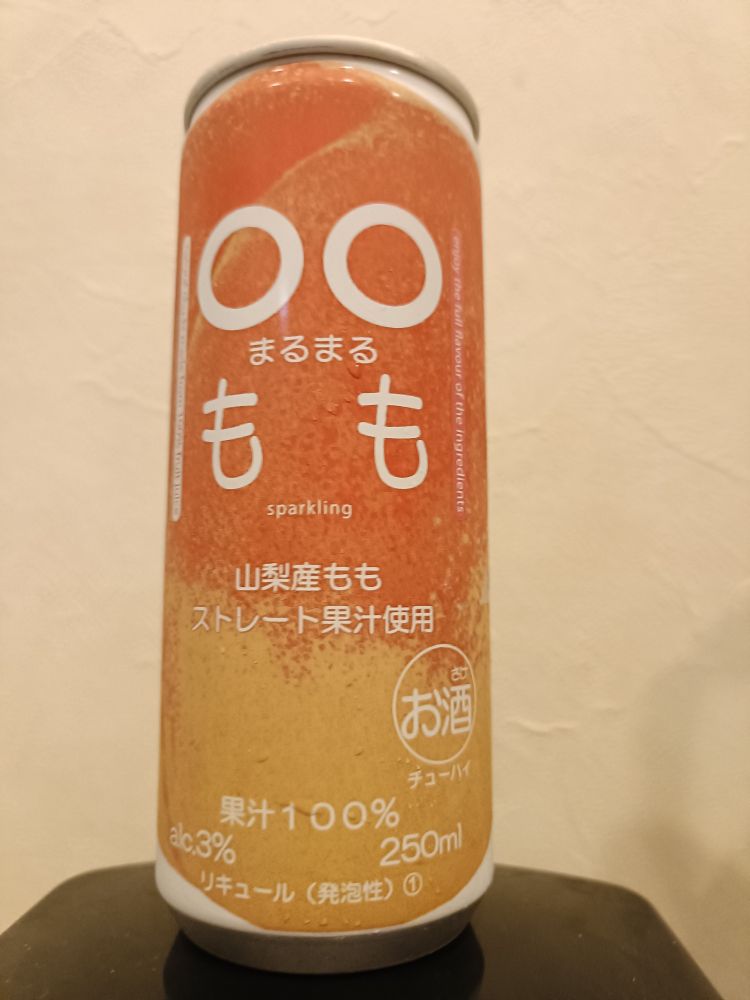 ○○
まるまる
もも
sparkling
enjoy the full flavour of the ingredients
山梨産もも
ストレート果汁使用
さけ
お酒
チューハイ
果汁１００％
alc.3%
250ml
リキュール（発泡性）①